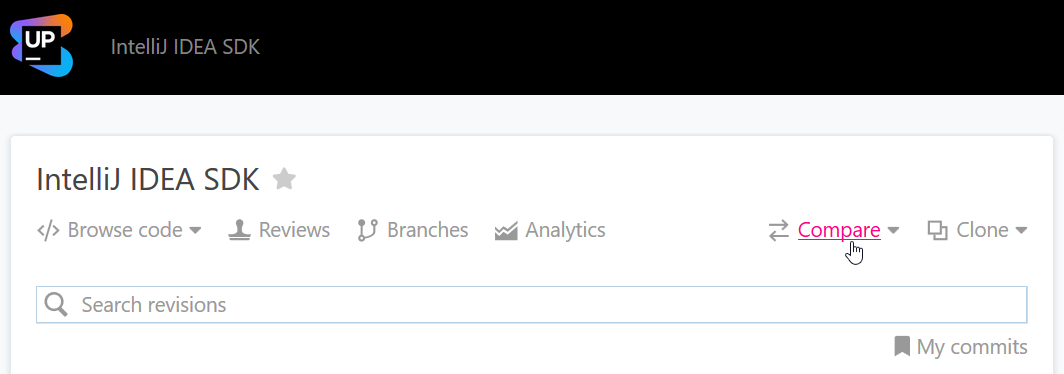 UP
IntelliJ IDEA SDK
IntelliJ IDEA SDK
Browse code Reviews Branches Analytics Compare Clone
Search revisions
My commits